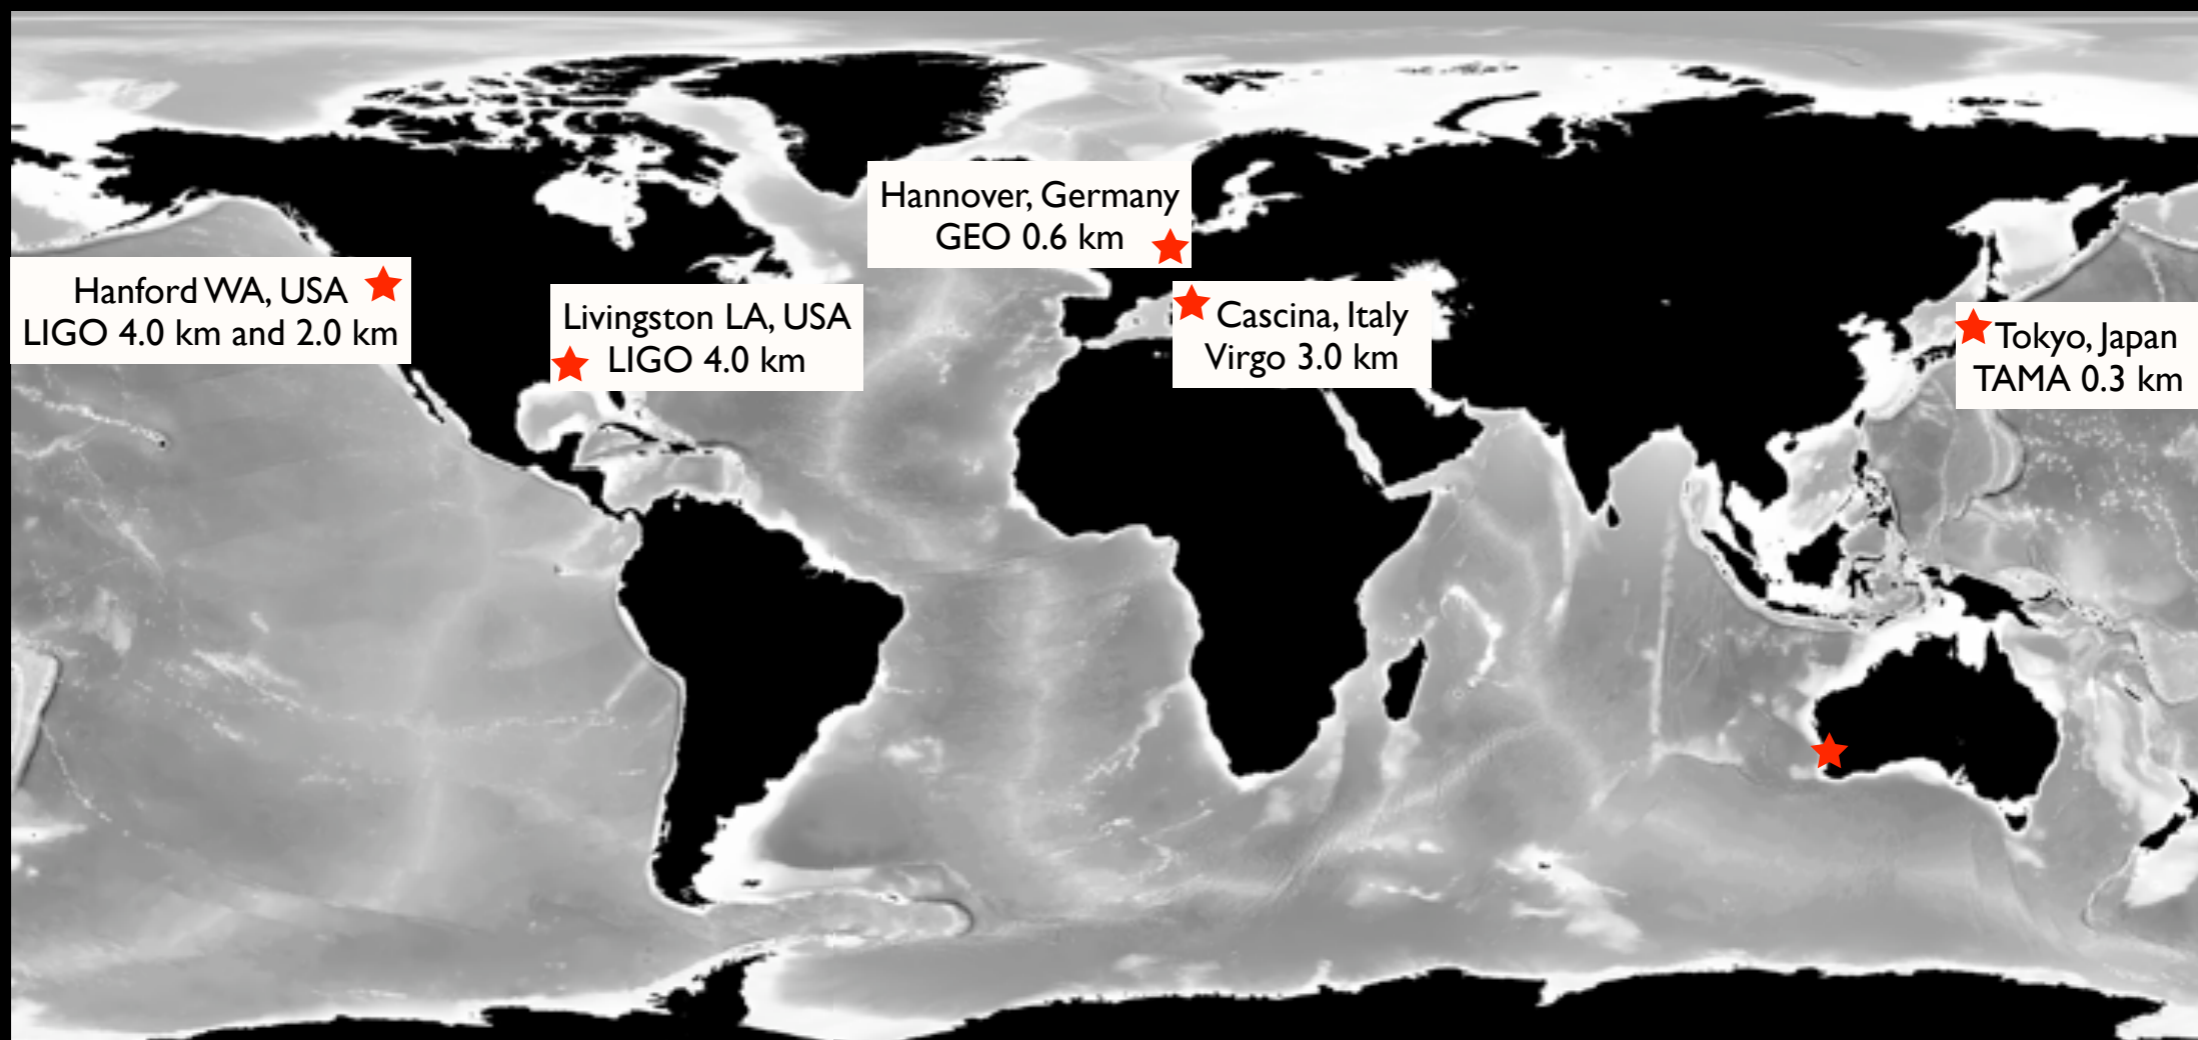 Hannover, Germany
GEO 0.6 km
Hanford WA, USA
LIGO 4.0 km and 2.0 km
Livingston LA, USA
LIGO 4.0 km
Cascina, Italy
Virgo 3.0 km
Tokyo, Japan
TAMA 0.3 km